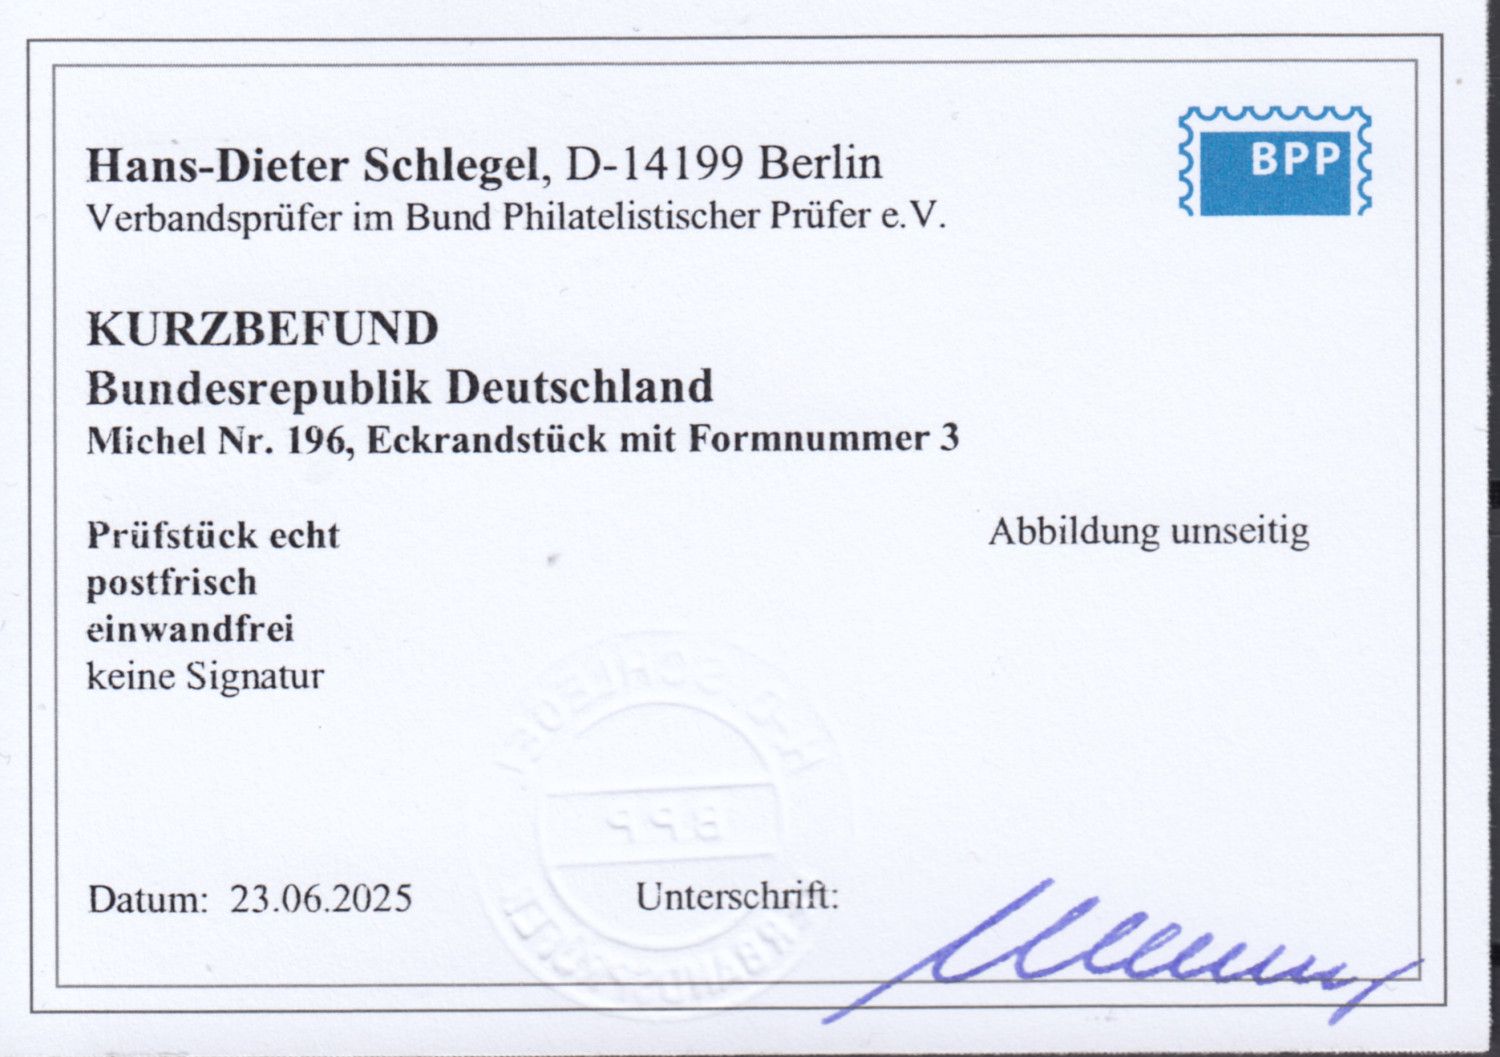 BPP
Hans-Dieter Schlegel, D-14199 Berlin
Verbandsprüfer im Bund Philatelistischer Prüfer e.V.
KURZBEFUND
Bundesrepublik Deutschland
Michel Nr. 196, Eckrandstück mit Formnummer 3
Prüfstück echt
Abbildung umseitig
postfrisch
einwandfrei
keine Signatur
BPP
Datum: 23.06.2025
Unterschrift: